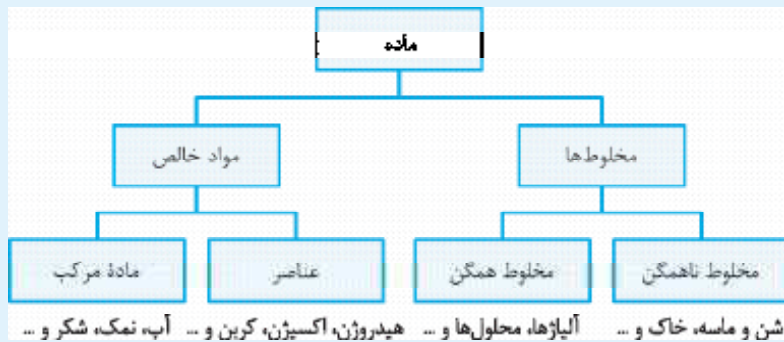 ماده
مخلوط‌ها
مواد خالص
مخلوط ناهمگن
مخلوط همگن
عناصر
مادهٔ مرکب
شن و ماسه، خاک و ...
آلیاژها، محلول‌ها و ...
هیدروژن، اکسیژن، کربن و ...
آب، نمک، شکر و ...